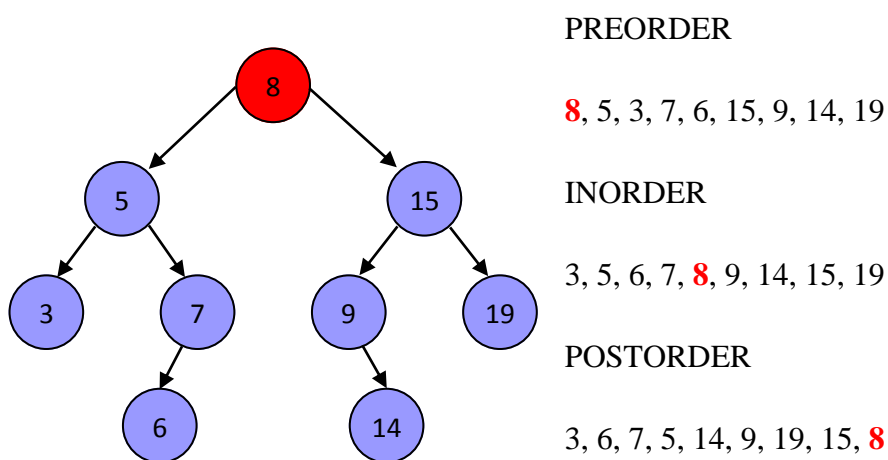 8
5
15
3
7
9
19
6
14
PREORDER
8, 5, 3, 7, 6, 15, 9, 14, 19
INORDER
3, 5, 6, 7, 8, 9, 14, 15, 19
POSTORDER
3, 6, 7, 5, 14, 9, 19, 15, 8